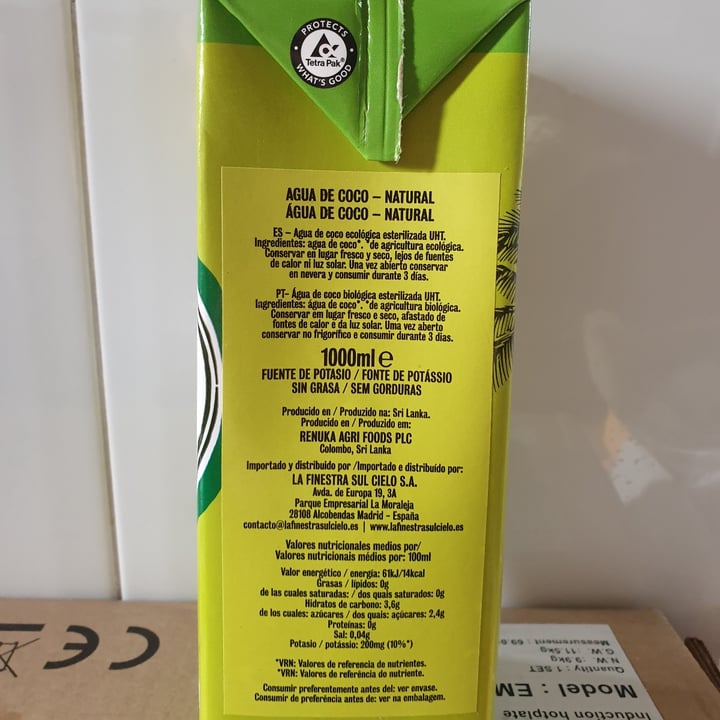 PROTECTS
Tetra Pak®
WHAT'S GOOD
AGUA DE COCO – NATURAL
ÁGUA DE COCO – NATURAL
ES – Agua de coco ecológica esterilizada UHT.
Ingredientes: agua de coco*. *de agricultura ecológica.
Conservar en lugar fresco y seco, lejos de fuentes
de calor ni luz solar. Una vez abierto conservar
en nevera y consumir durante 3 días.
PT– Água de coco biológica esterilizada UHT.
Ingredientes: água de coco*. *de agricultura biológica.
Conservar em lugar fresco e seco, afastado de
fontes de calor e da luz solar. Uma vez aberto
conservar no frigorífico e consumir durante 3 días.
1000ml e
FUENTE DE POTASIO / FONTE DE POTÁSSIO
SIN GRASA / SEM GORDURAS
Producido en / Produzido na: Sri Lanka.
Producido en / Produzido em:
RENUKA AGRI FOODS PLC
Colombo, Sri Lanka
Importado y distribuido por /Importado e distribuído por:
LA FINESTRA SUL CIELO S.A.
Avda. de Europa 19, 3A
Parque Empresarial La Moraleja
28108 Alcobendas Madrid - España
contacto@lafinestrasulcielo.es | www.lafinestrasulcielo.es
Valores nutricionales medios por/
Valores nutricionais médios por: 100ml
Valor energético / energia: 61kJ/14kcal
Grasas / lípidos: 0g
de las cuales saturadas: / dos quais saturados: 0g
Hidratos de carbono: 3,6g
de los cuales: azúcares / dos quais: açúcares: 2,4g
Proteínas: 0g
Sal: 0,04g
Potasio / potássio: 200mg (10%*)
*VRN: Valores de referencia de nutrientes.
*VRN: Valores de referência do nutriente.
Consumir preferentemente antes del: ver envase.
Consumir de preferência antes de: ver na embalagem.
CE
Induction hotplate
Model : EM
Quantity : 1 SET
N.W. : 9.9kg
G.W. : 11.5kg
Measurement : 69.